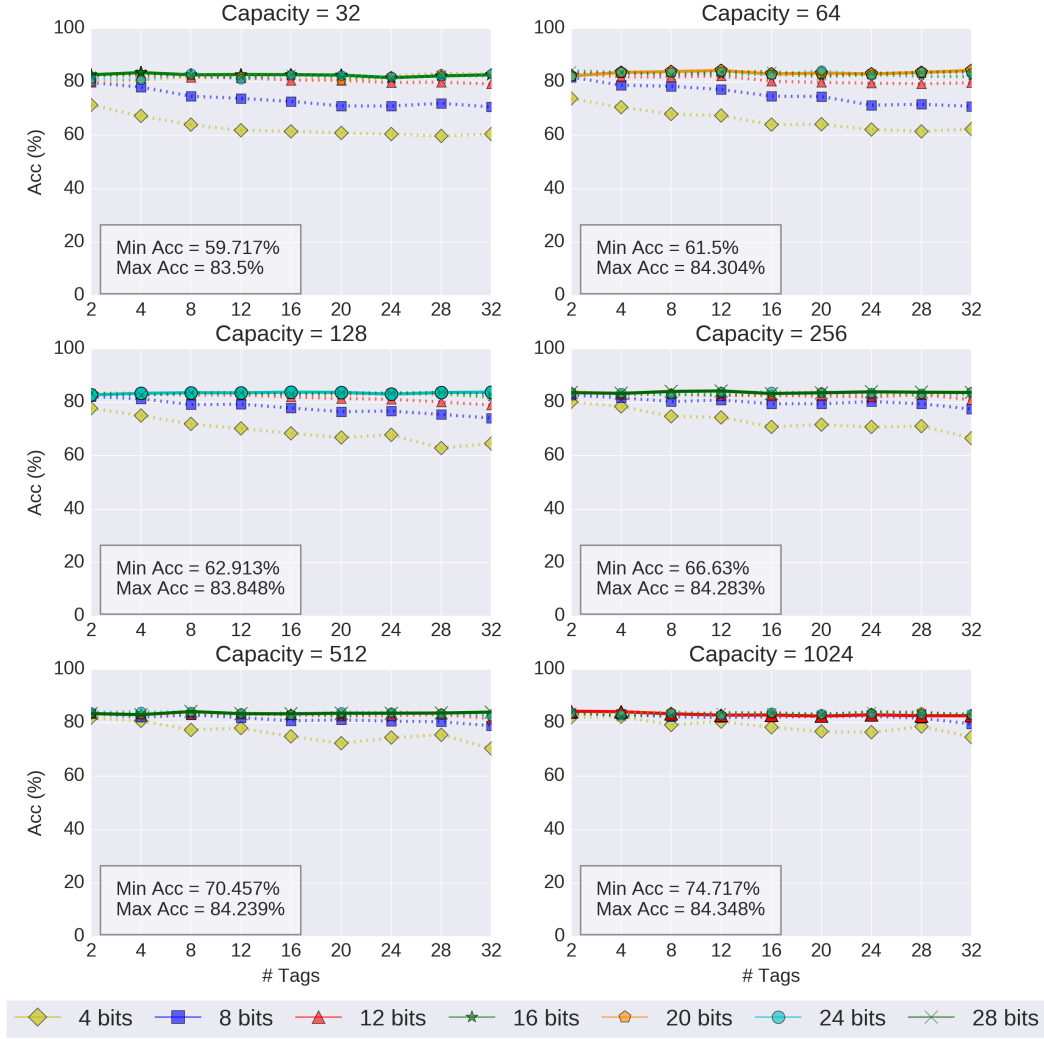 Capacity = 32
Capacity = 64
100
80
60
40
20
0
Acc (%)
Min Acc = 59.717%
Max Acc = 83.5%
2 4 8 12 16 20 24 28 32
100
80
60
40
20
0
Min Acc = 61.5%
Max Acc = 84.304%
2 4 8 12 16 20 24 28 32
Capacity = 128
Capacity = 256
100
80
60
40
20
0
Acc (%)
Min Acc = 62.913%
Max Acc = 83.848%
2 4 8 12 16 20 24 28 32
100
80
60
40
20
0
Min Acc = 66.63%
Max Acc = 84.283%
2 4 8 12 16 20 24 28 32
Capacity = 512
Capacity = 1024
100
80
60
40
20
0
Acc (%)
Min Acc = 70.457%
Max Acc = 84.239%
2 4 8 12 16 20 24 28 32
# Tags
100
80
60
40
20
0
Min Acc = 74.717%
Max Acc = 84.348%
2 4 8 12 16 20 24 28 32
# Tags
4 bits 8 bits 12 bits 16 bits 20 bits 24 bits 28 bits